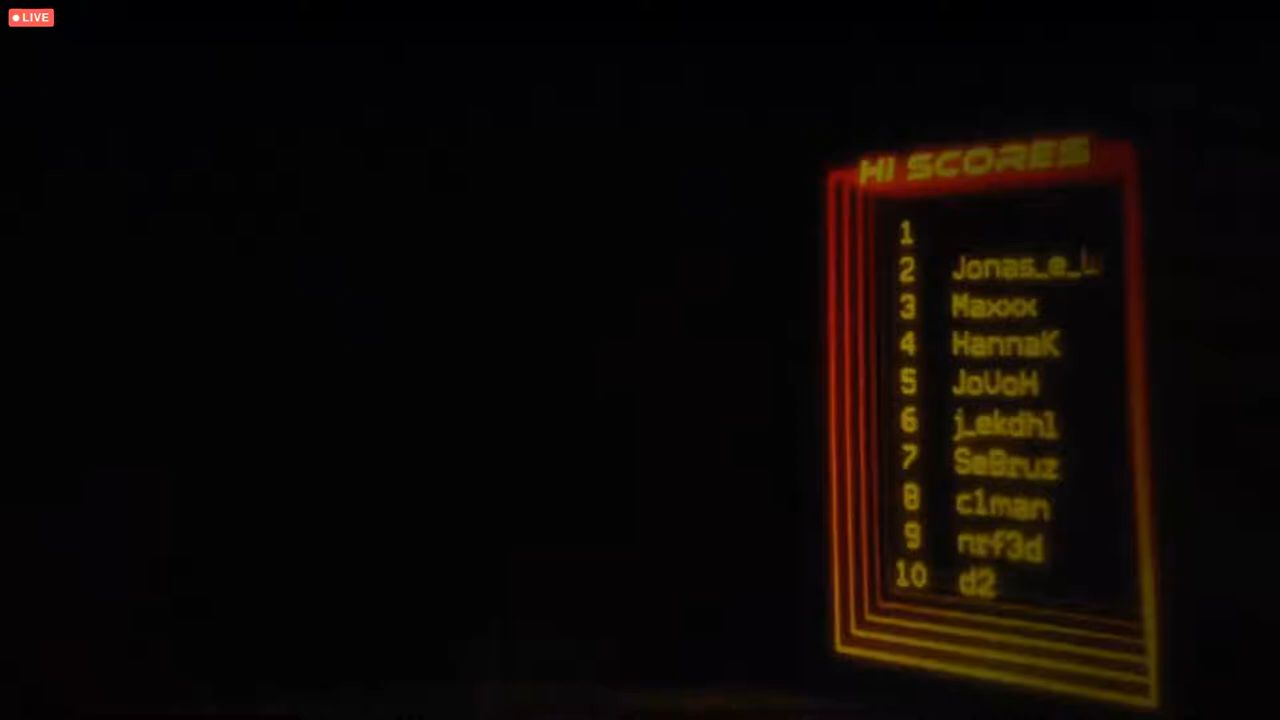 LIVE
HI SCORES
1
2 Jonas_e_
3 Maxxx
4 HannaK
5 JoVoH
6 j_ekdhl
7 SeBruz
8 c1man
9 nrf3d
10 d2